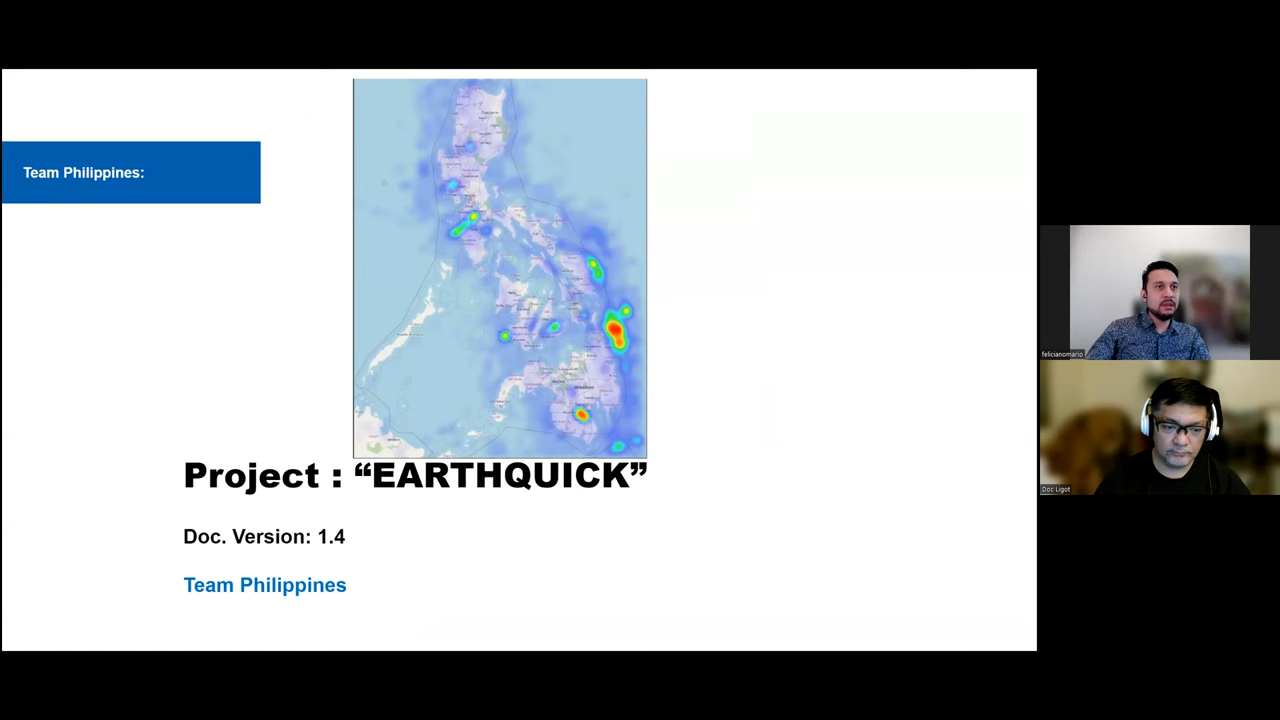 Team Philippines:
Project : “EARTHQUICK”
Doc. Version: 1.4
Team Philippines
felicianomario
Doc Ligot